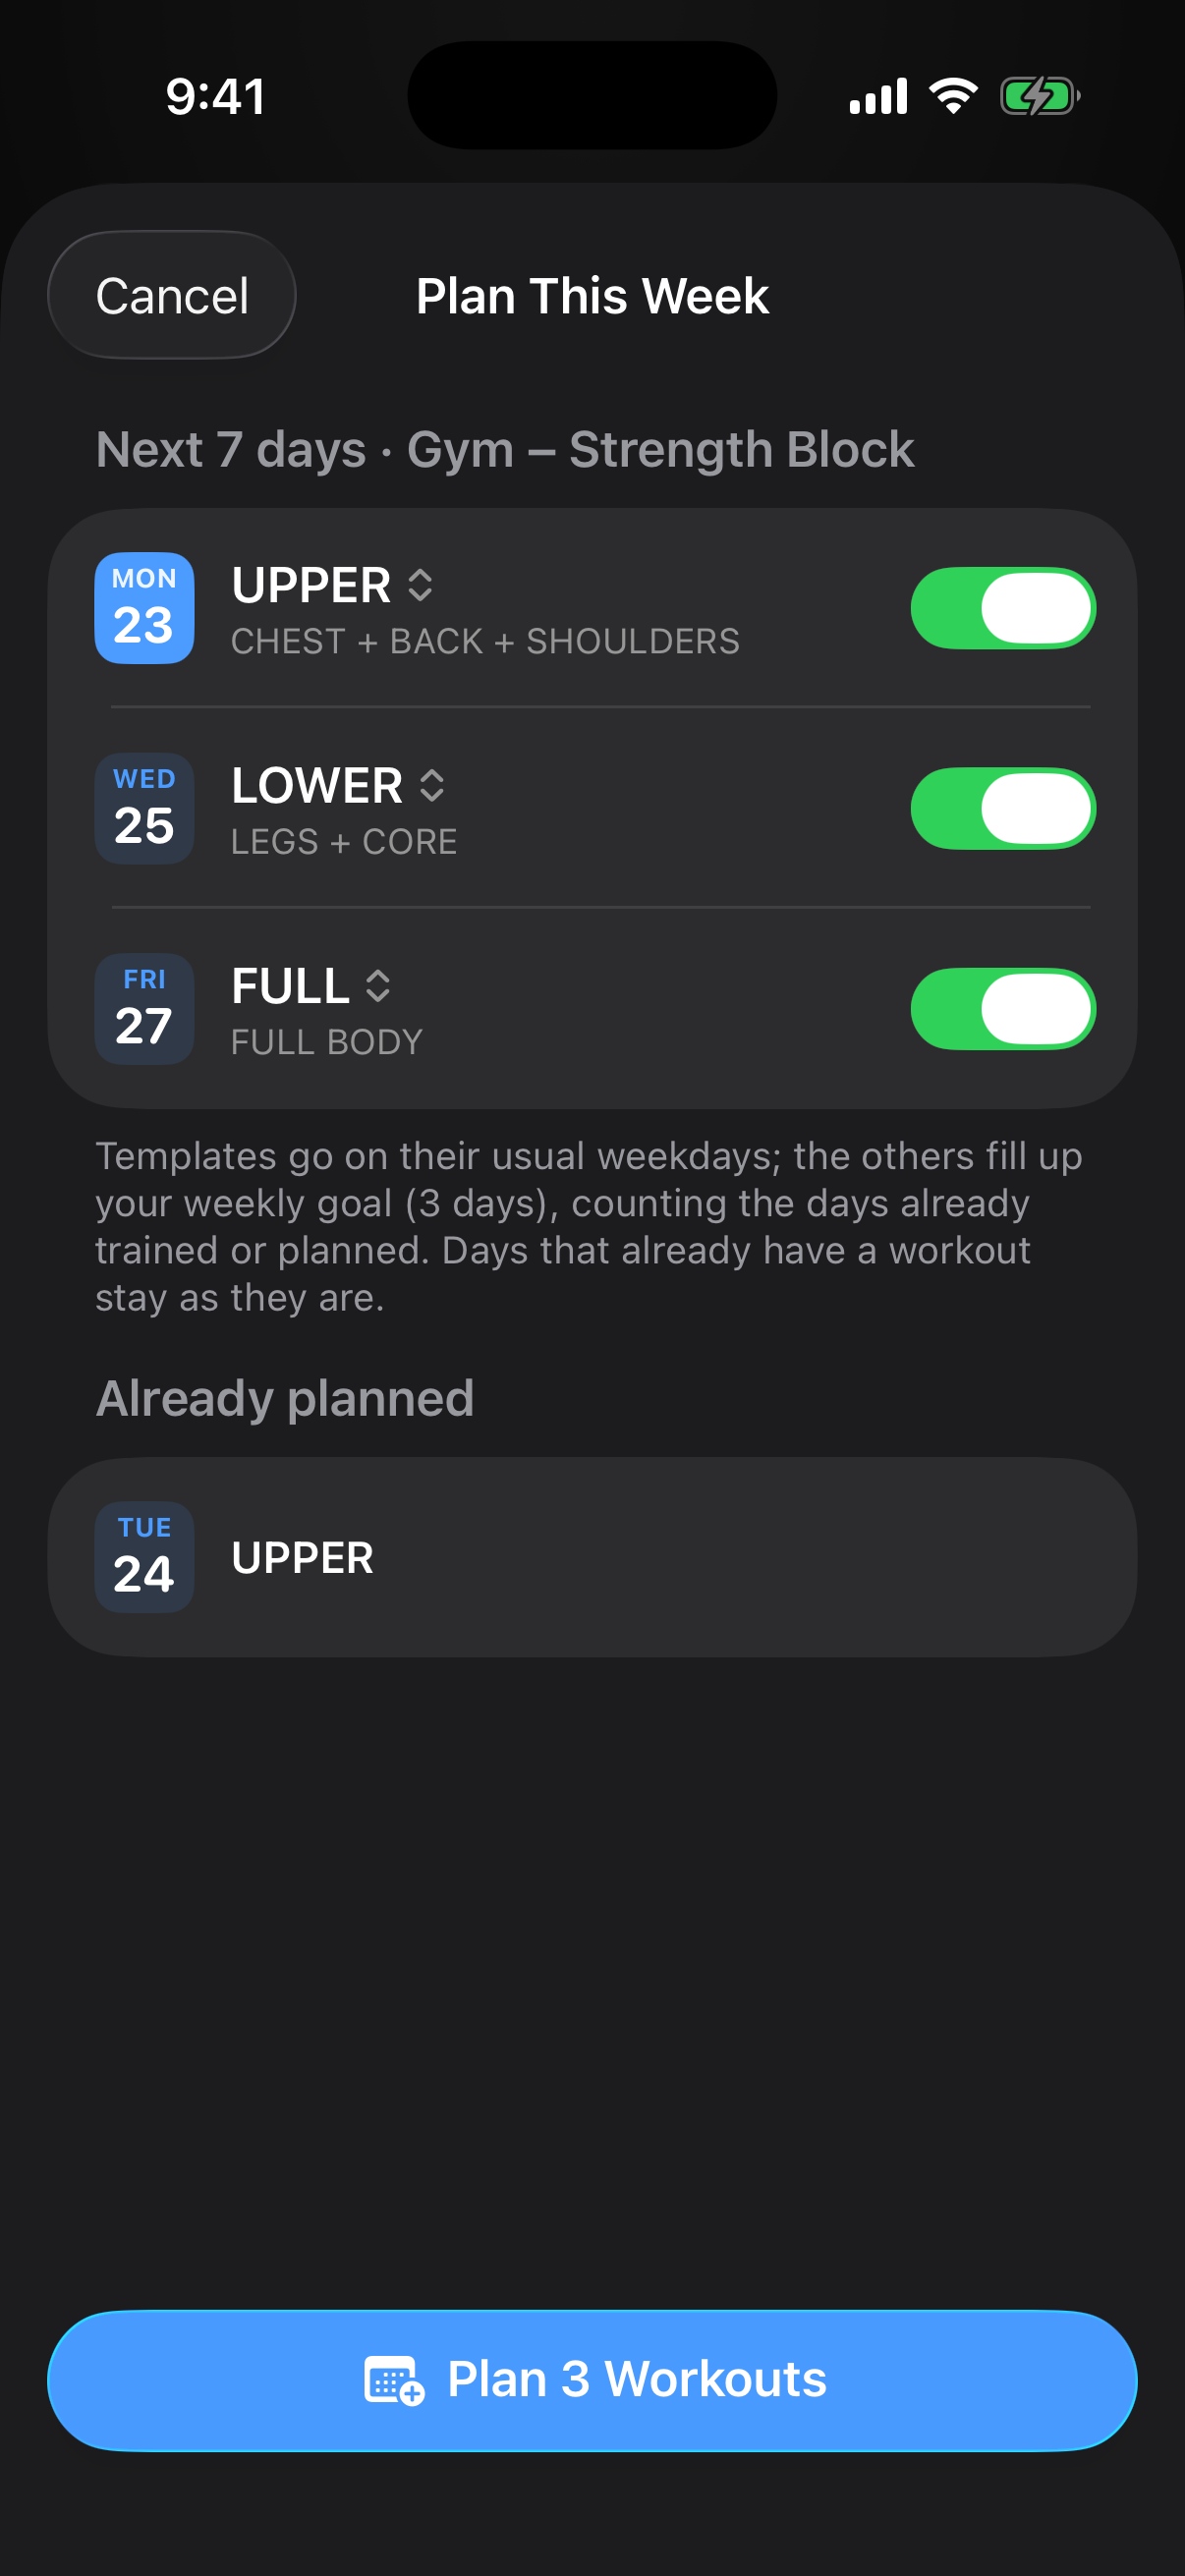 9:41
Cancel
Plan This Week
Next 7 days · Gym – Strength Block
MON
23
UPPER
CHEST + BACK + SHOULDERS
WED
25
LOWER
LEGS + CORE
FRI
27
FULL
FULL BODY
Templates go on their usual weekdays; the others fill up
your weekly goal (3 days), counting the days already
trained or planned. Days that already have a workout
stay as they are.
Already planned
TUE
24
UPPER
Plan 3 Workouts